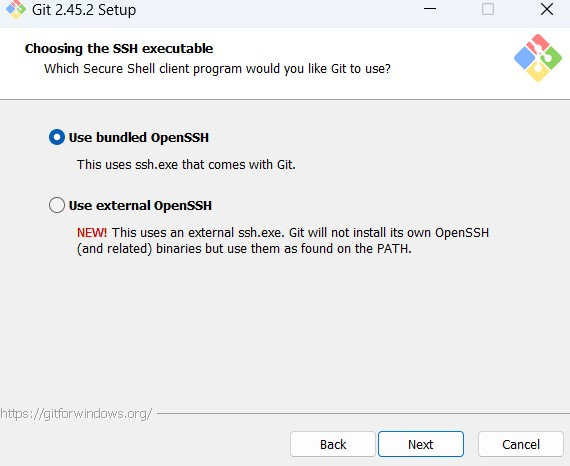 Git 2.45.2 Setup
Choosing the SSH executable
Which Secure Shell client program would you like Git to use?
Use bundled OpenSSH
This uses ssh.exe that comes with Git.
Use external OpenSSH
NEW! This uses an external ssh.exe. Git will not install its own OpenSSH
(and related) binaries but use them as found on the PATH.
https://gitforwindows.org/
Back Next Cancel